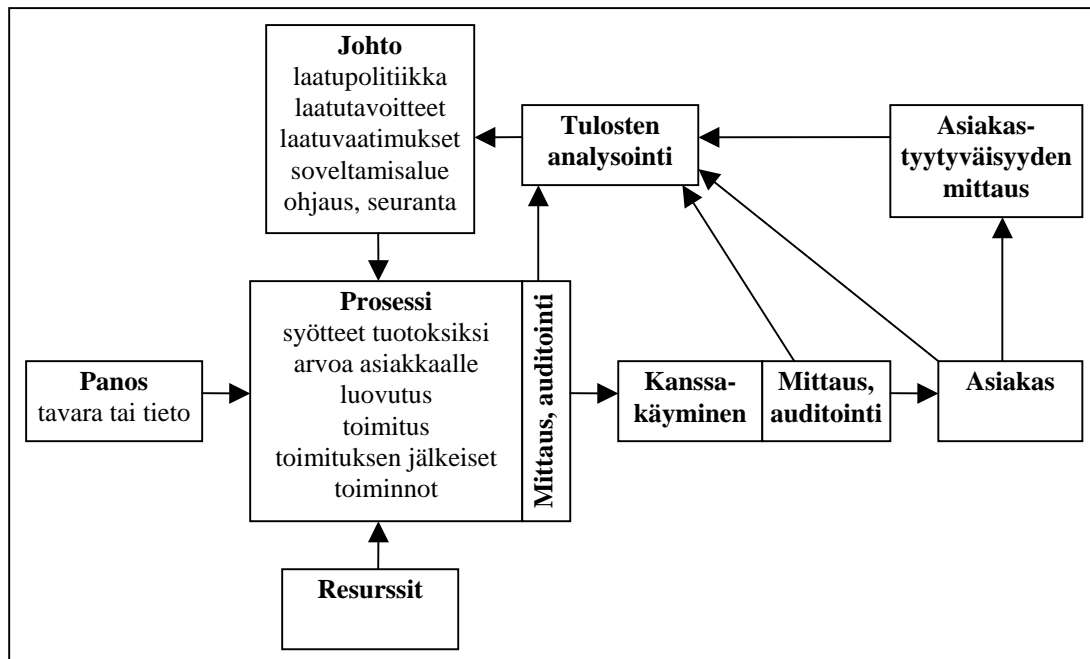 Johto
laatupolitiikka
laatutavoitteet
laatuvaatimukset
soveltamisalue
ohjaus, seuranta
Tulosten
analysointi
Asiakas-
tyytyväisyyden
mittaus
Prosessi
syötteet tuotoksiksi
arvoa asiakkaalle
luovutus
toimitus
toimituksen jälkeiset
toiminnot
Mittaus, auditointi
Panos
tavara tai tieto
Kanssa-
käyminen
Mittaus,
auditointi
Asiakas
Resurssit